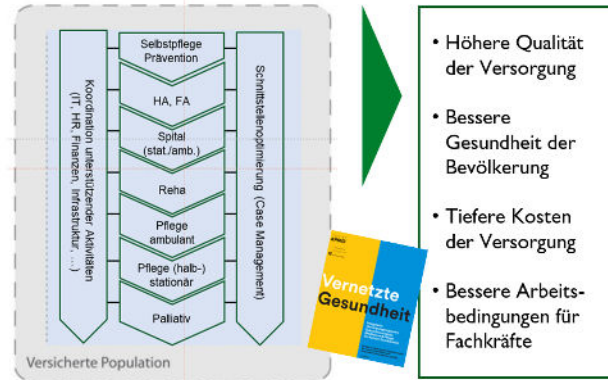 Koordination unterstützender Aktivitäten
(IT, HR, Finanzen, Infrastruktur, …)
Selbstpflege
Prävention
HA, FA
Spital
(stat./amb.)
Reha
Pflege
ambulant
Pflege (halb-)
stationär
Palliativ
Schnittstellenoptimierung (Case Management)
Versicherte Population
Vernetzte
Gesundheit
• Höhere Qualität
der Versorgung
• Bessere
Gesundheit der
Bevölkerung
• Tiefere Kosten
der Versorgung
• Bessere Arbeits-
bedingungen für
Fachkräfte